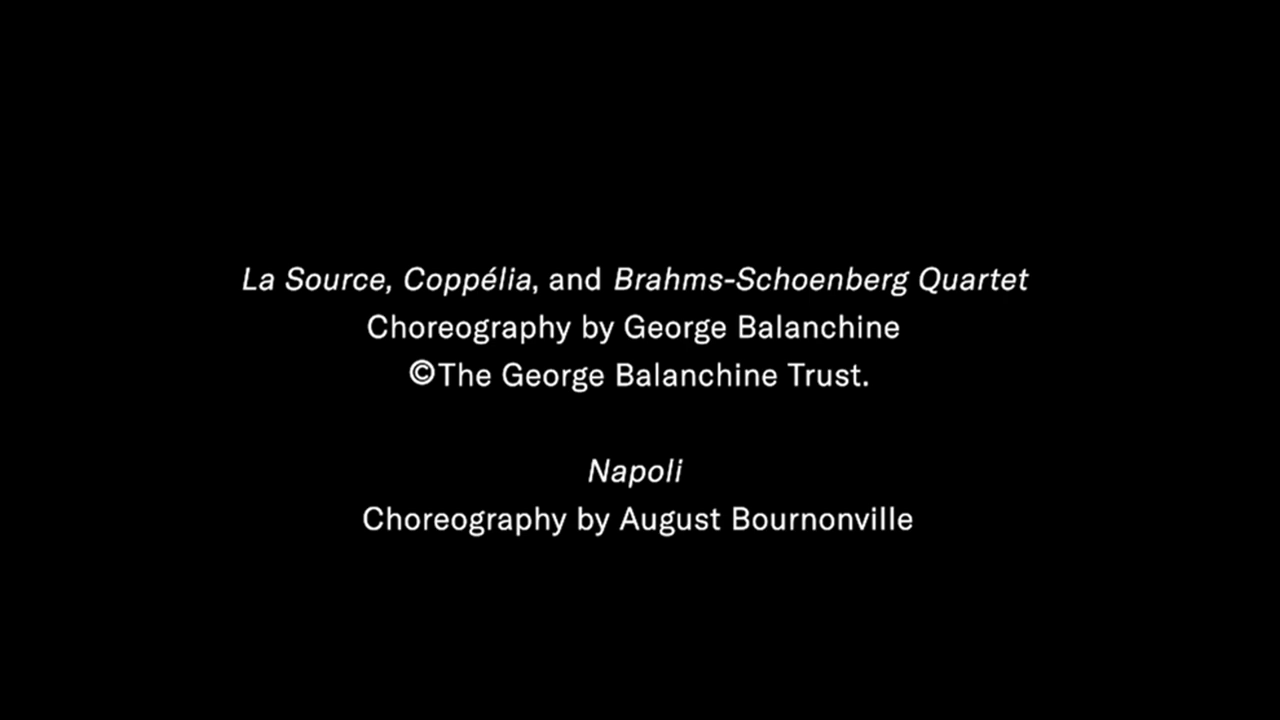 La Source, Coppélia, and Brahms-Schoenberg Quartet
Choreography by George Balanchine
©The George Balanchine Trust.
Napoli
Choreography by August Bournonville